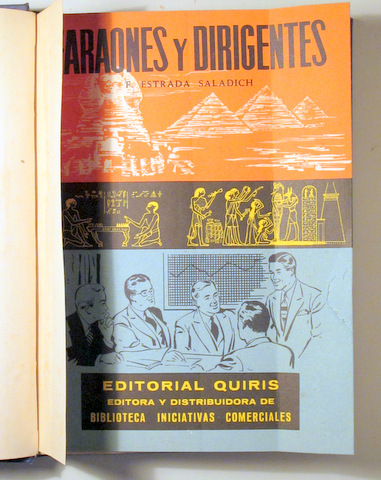 ARAONES Y DIRIGENTES
F. ESTRADA SALADICH
EDITORIAL QUIRIS
EDITORA Y DISTRIBUIDORA DE
BIBLIOTECA INICIATIVAS COMERCIALES